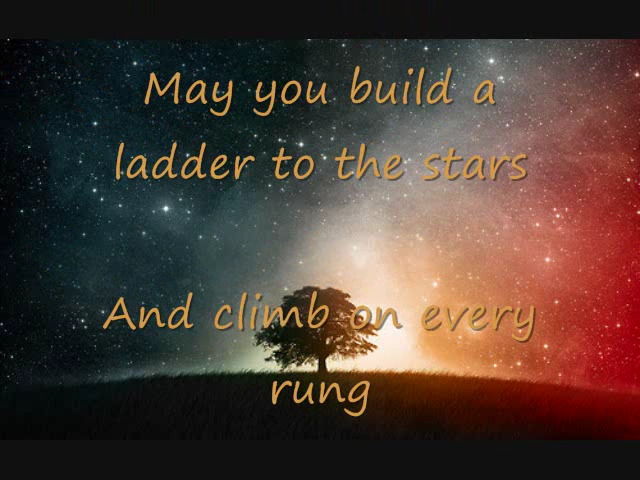 May you build a
ladder to the stars
And climb on every
rung